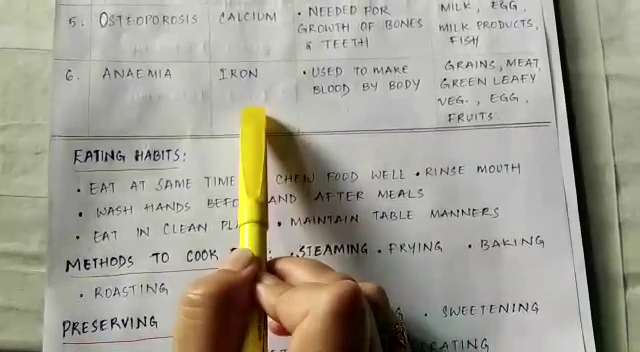 5. OSTEOPOROSIS CALCIUM • NEEDED FOR GROWTH OF BONES & TEETH MILK, EGG, MILK PRODUCTS, FISH
6. ANAEMIA IRON • USED TO MAKE BLOOD BY BODY GRAINS, MEAT, GREEN LEAFY VEG., EGG, FRUITS
EATING HABITS:
• EAT AT SAME TIME CHEW FOOD WELL • RINSE MOUTH
• WASH HANDS BEFO AND AFTER MEALS
• EAT IN CLEAN PLA • MAINTAIN TABLE MANNERS
METHODS TO COOK : • STEAMING • FRYING • BAKING
• ROASTING
PRESERVING • SWEETENING